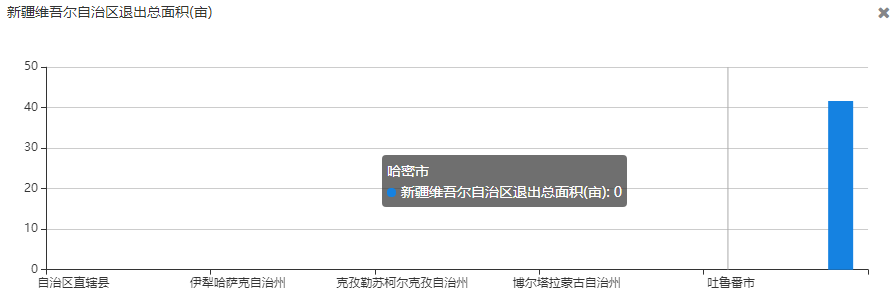 新疆维吾尔自治区退出总面积(亩)
50
40
30
20
10
0
哈密市
新疆维吾尔自治区退出总面积(亩): 0
自治区直辖县 伊犁哈萨克自治州 克孜勒苏柯尔克孜自治州 博尔塔拉蒙古自治州 吐鲁番市